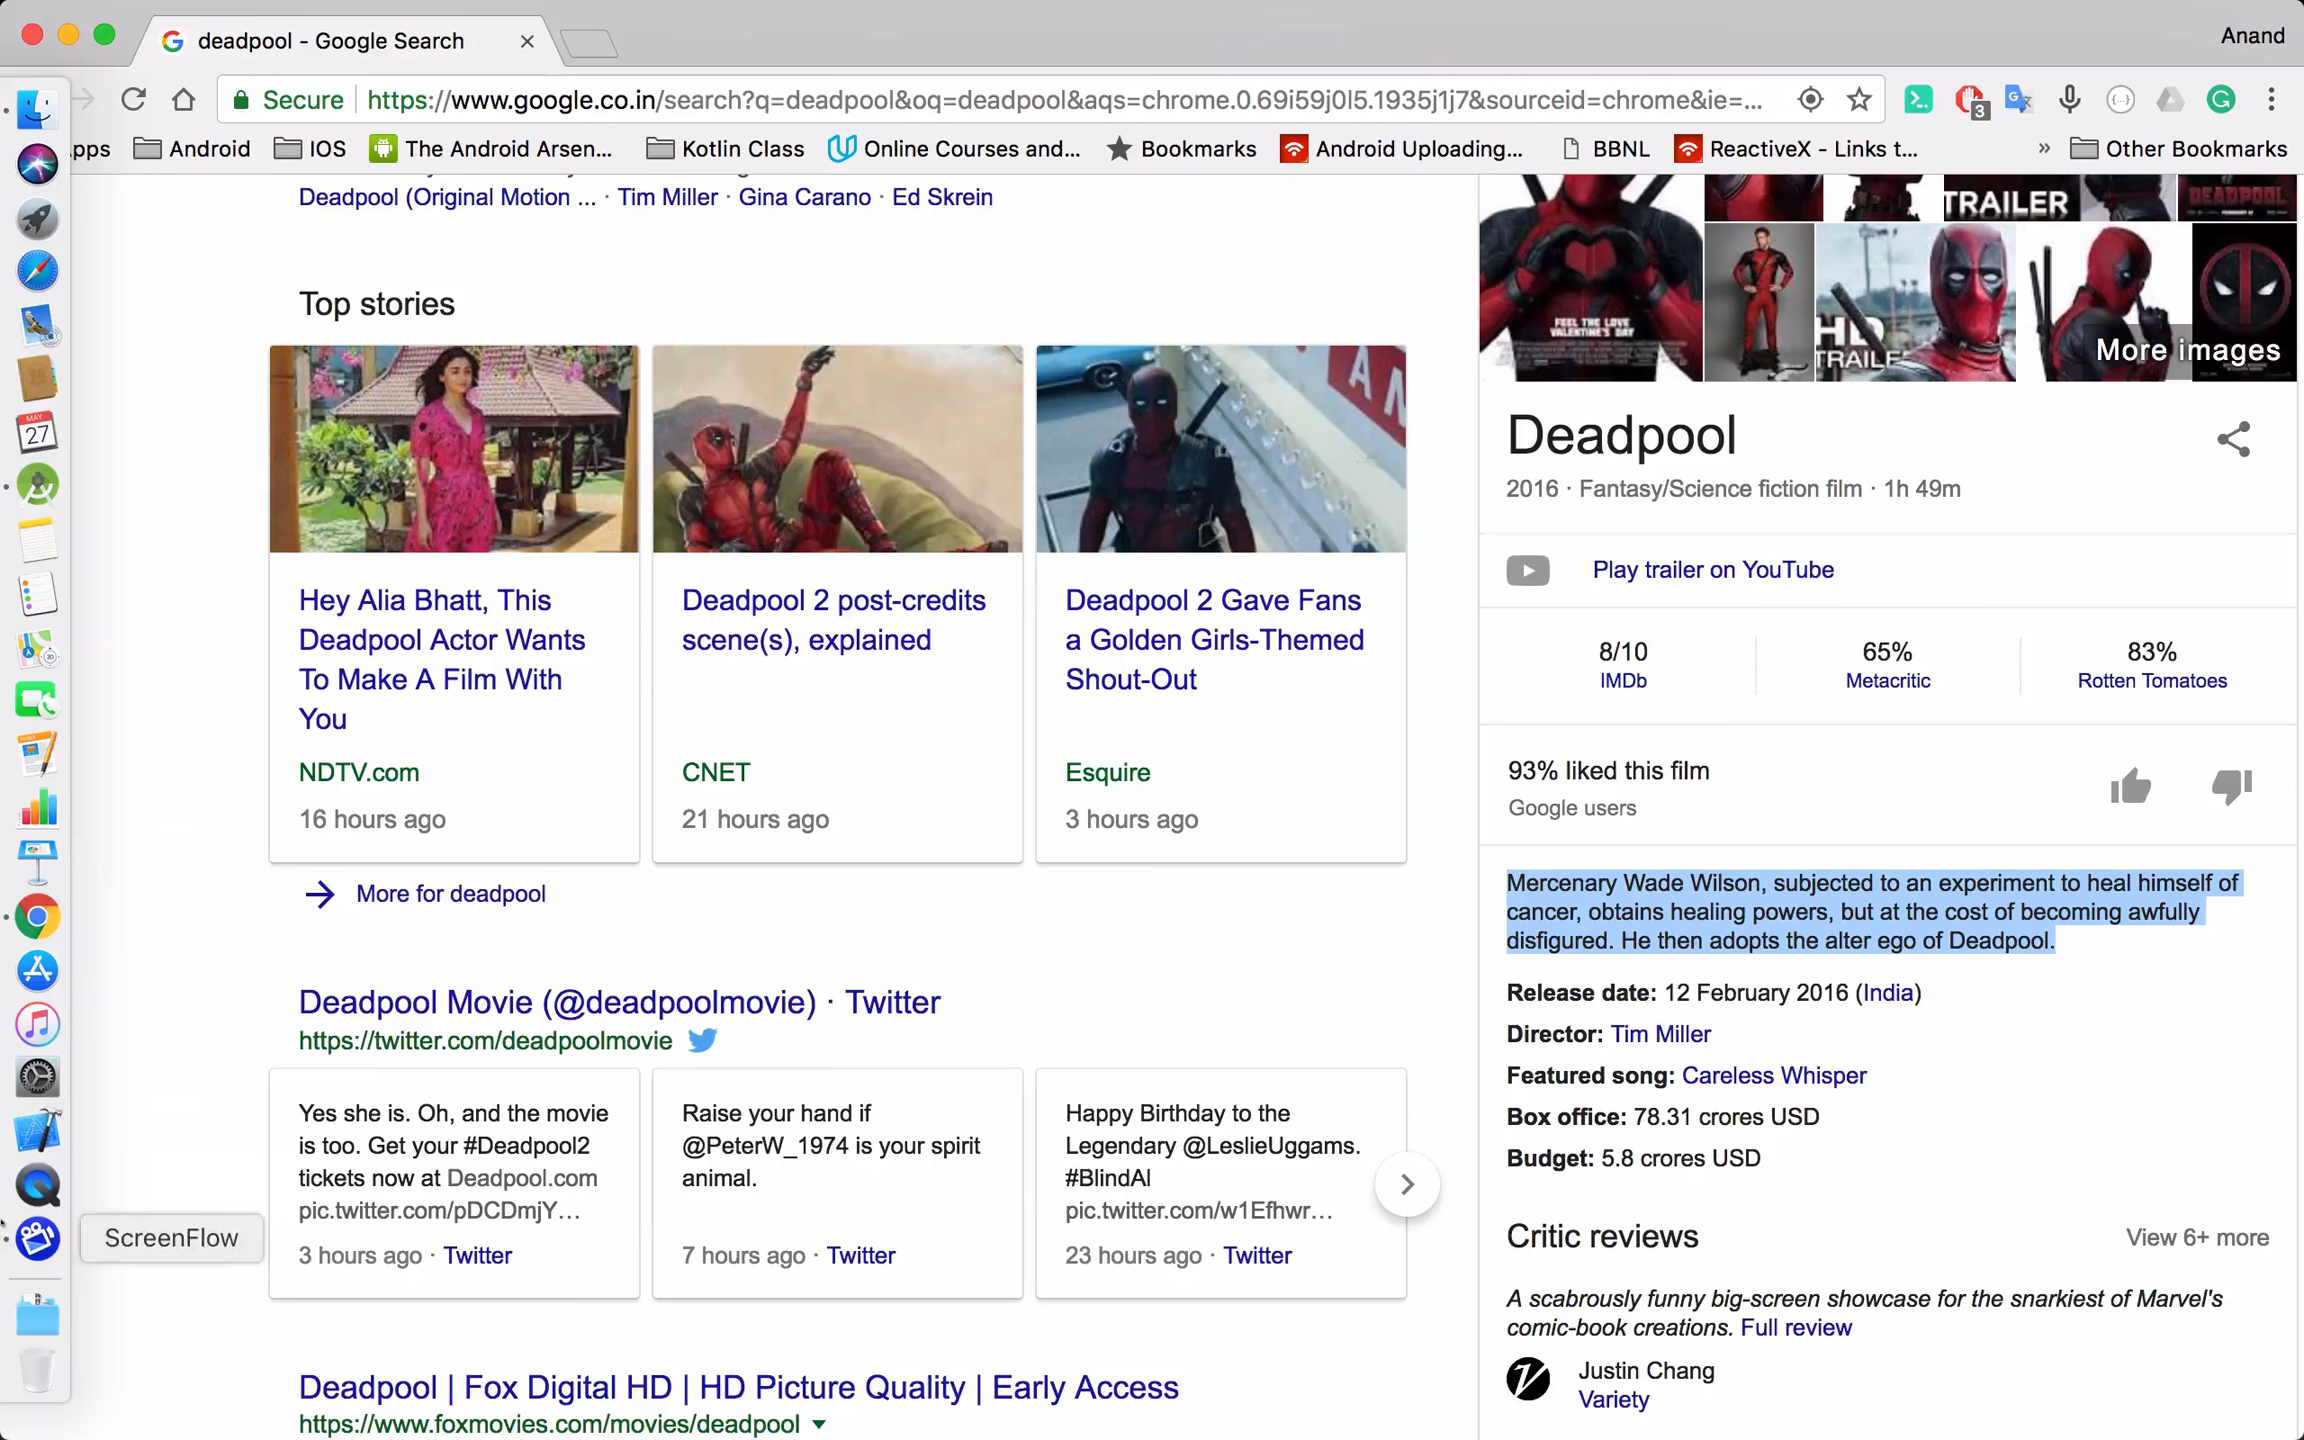 deadpool - Google Search
Anand
Secure
https://www.google.co.in/search?q=deadpool&oq=deadpool&aqs=chrome.0.69i59j0l5.1935j1j7&sourceid=chrome&ie=...
3
pps
Android
IOS
The Android Arsen...
Kotlin Class
Online Courses and...
Bookmarks
Android Uploading...
BBNL
ReactiveX - Links t...
»
Other Bookmarks
Deadpool (Original Motion ... · Tim Miller · Gina Carano · Ed Skrein
Top stories
Hey Alia Bhatt, This
Deadpool Actor Wants
To Make A Film With
You
NDTV.com
16 hours ago
Deadpool 2 post-credits
scene(s), explained
CNET
21 hours ago
Deadpool 2 Gave Fans
a Golden Girls-Themed
Shout-Out
Esquire
3 hours ago
More for deadpool
Deadpool Movie (@deadpoolmovie) · Twitter
https://twitter.com/deadpoolmovie
Yes she is. Oh, and the movie
is too. Get your #Deadpool2
tickets now at Deadpool.com
pic.twitter.com/pDCDmjY...
3 hours ago · Twitter
Raise your hand if
@PeterW_1974 is your spirit
animal.
7 hours ago · Twitter
Happy Birthday to the
Legendary @LeslieUggams.
#BlindAl
pic.twitter.com/w1Efhwr...
23 hours ago · Twitter
Deadpool | Fox Digital HD | HD Picture Quality | Early Access
https://www.foxmovies.com/movies/deadpool
TRAILER
DEADPOOL
FEEL THE LOVE
VALENTINE'S DAY
HD
TRAILE
More images
Deadpool
2016 · Fantasy/Science fiction film · 1h 49m
Play trailer on YouTube
8/10
IMDb
65%
Metacritic
83%
Rotten Tomatoes
93% liked this film
Google users
Mercenary Wade Wilson, subjected to an experiment to heal himself of
cancer, obtains healing powers, but at the cost of becoming awfully
disfigured. He then adopts the alter ego of Deadpool.
Release date: 12 February 2016 (India)
Director: Tim Miller
Featured song: Careless Whisper
Box office: 78.31 crores USD
Budget: 5.8 crores USD
Critic reviews
View 6+ more
A scabrously funny big-screen showcase for the snarkiest of Marvel's
comic-book creations. Full review
Justin Chang
Variety
MAY
27
ScreenFlow